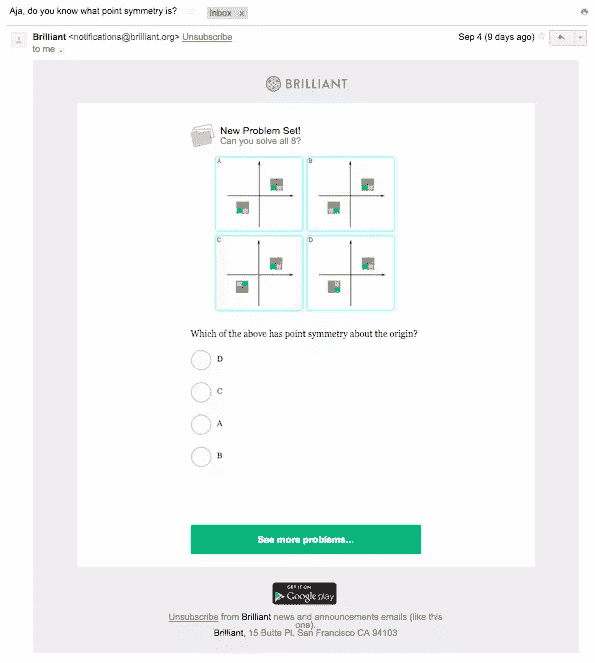 Aja, do you know what point symmetry is?
Inbox x
Brilliant <notifications@brilliant.org> Unsubscribe
Sep 4 (9 days ago)
to me
BRILLIANT
New Problem Set!
Can you solve all 8?
A
B
C
D
Which of the above has point symmetry about the origin?
D
C
A
B
See more problems...
GET IT ON
Google play
Unsubscribe from Brilliant news and announcements emails (like this
one).
Brilliant, 15 Butte Pl, San Francisco CA 94103